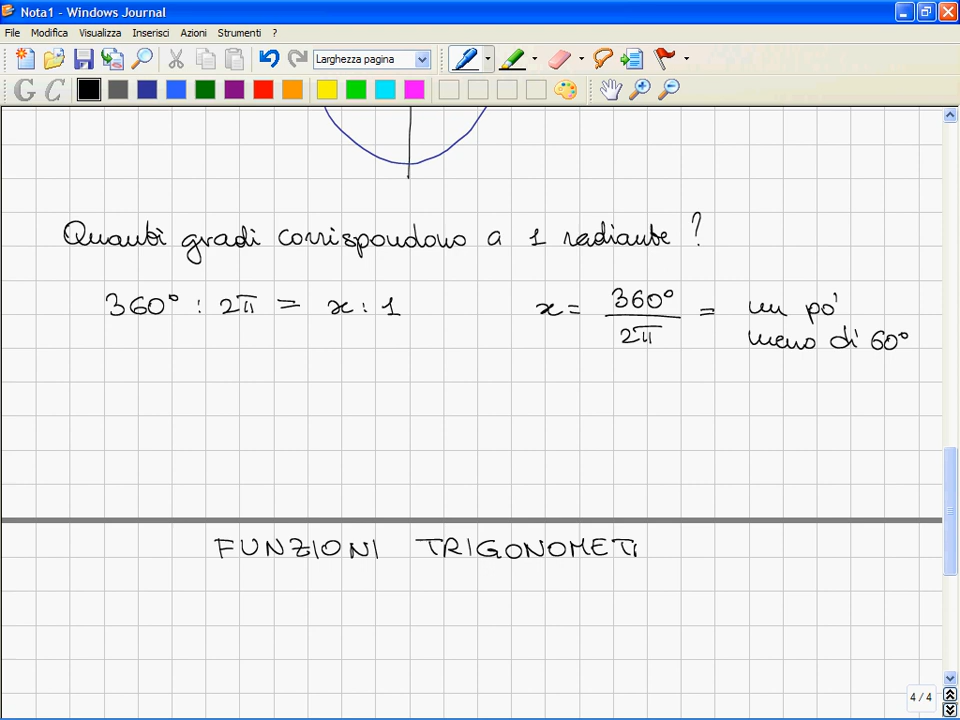 Nota1 - Windows Journal
File Modifica Visualizza Inserisci Azioni Strumenti ?
Larghezza pagina
G C
Quanti gradi corrispondono a 1 radiante ?
360° : 2π = x : 1
x = 360° / 2π = un pò
meno di 60°
FUNZIONI TRIGONOMETI
4 / 4